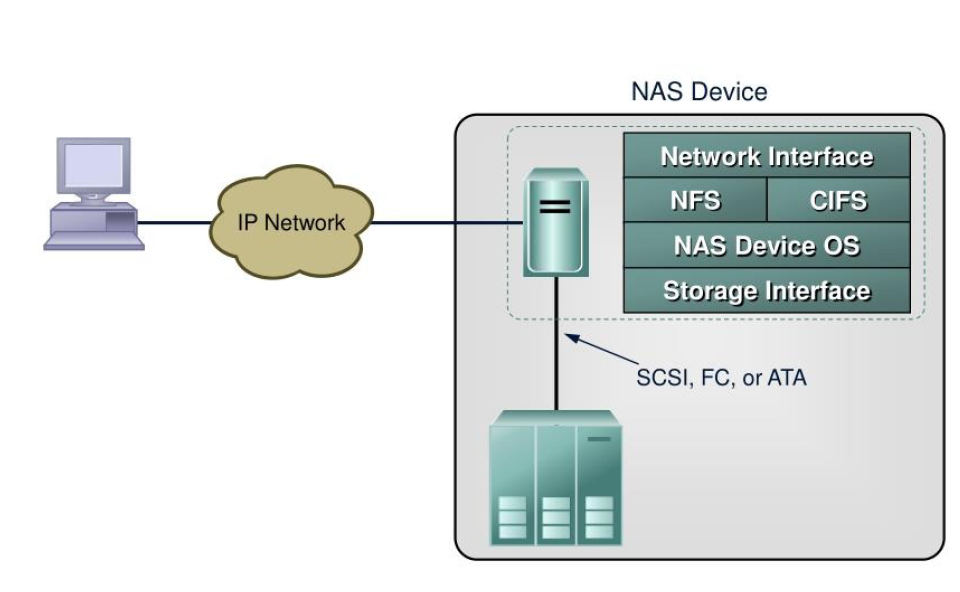 NAS Device
Network Interface
NFS CIFS
IP Network
NAS Device OS
Storage Interface
SCSI, FC, or ATA